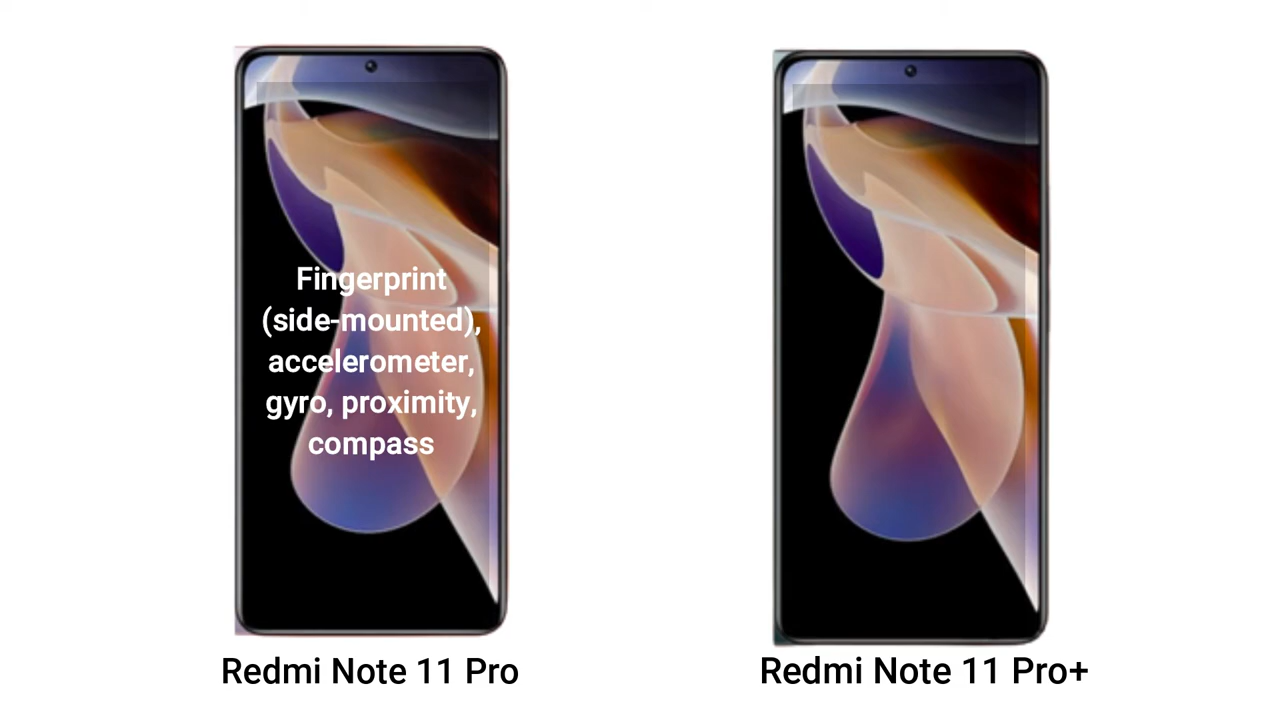 Fingerprint
(side-mounted),
accelerometer,
gyro, proximity,
compass
Redmi Note 11 Pro
Redmi Note 11 Pro+